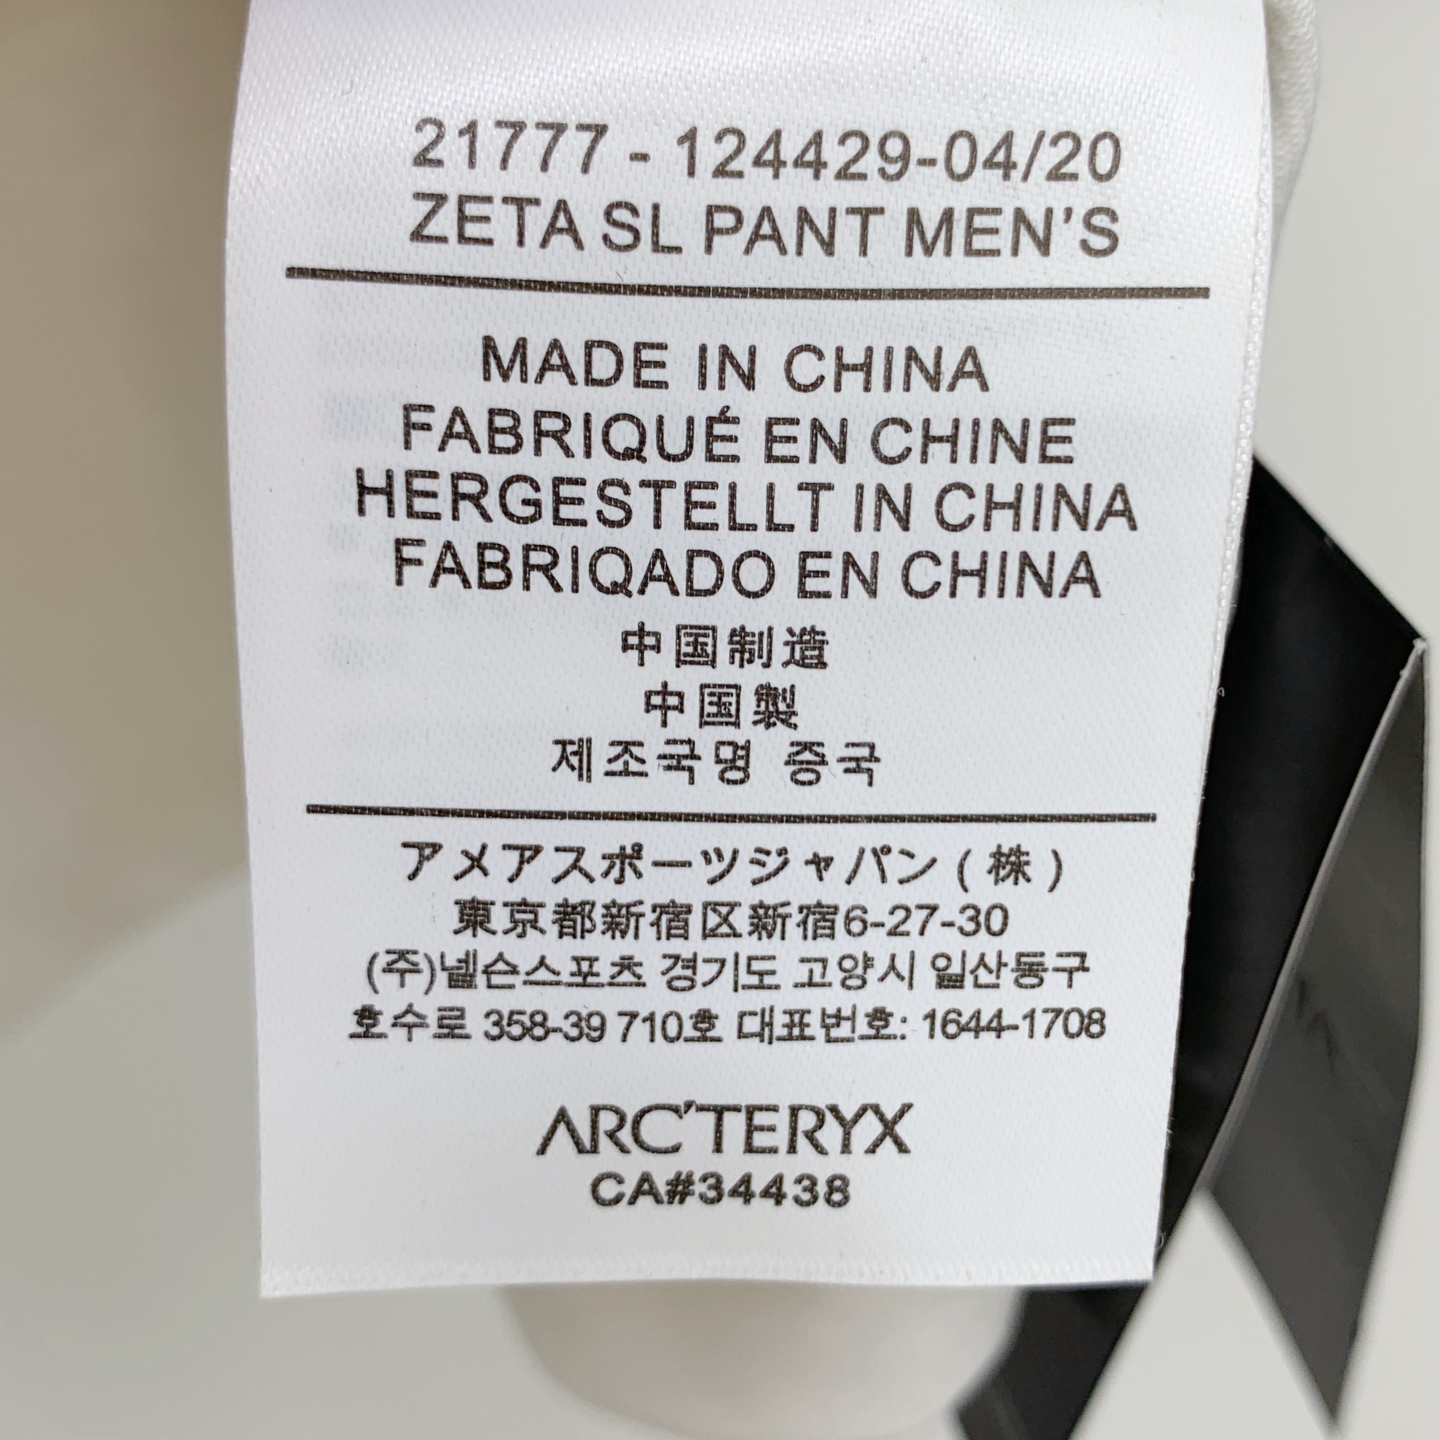 21777 - 124429-04/20
ZETA SL PANT MEN'S
MADE IN CHINA
FABRIQUÉ EN CHINE
HERGESTELLT IN CHINA
FABRIQADO EN CHINA
中国制造
中国製
제조국명 증국
アメアスポーツジャパン(株)
東京都新宿区新宿6-27-30
(주)넬슨스포츠 경기도 고양시 일산동구
호수로 358-39 710호 대표번호: 1644-1708
ARC'TERYX
CA#34438